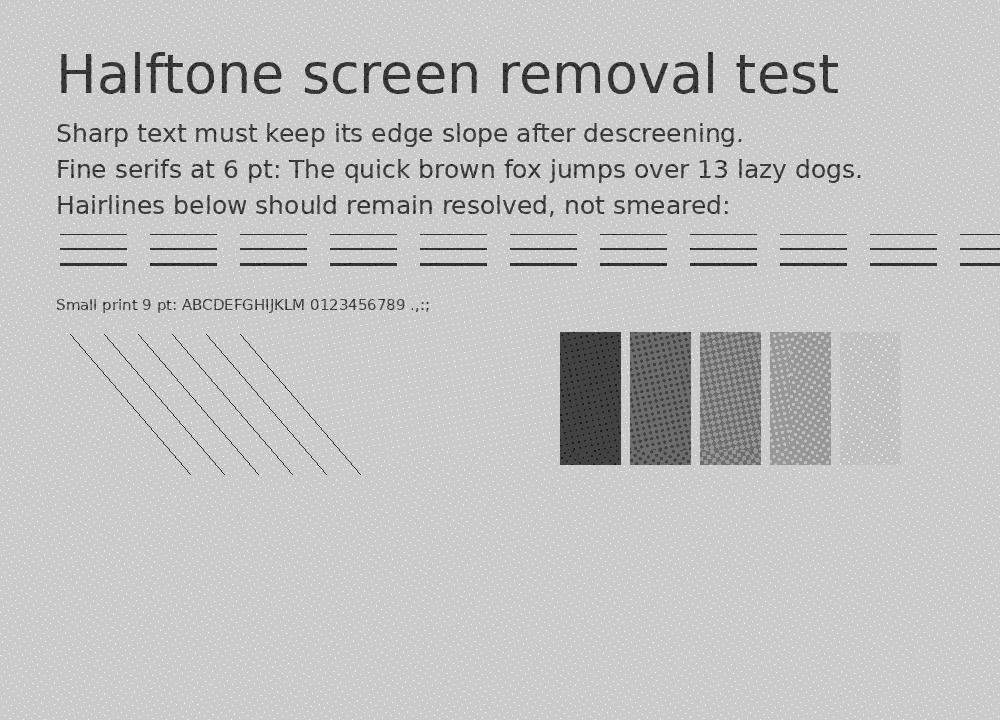 Halftone screen removal test
Sharp text must keep its edge slope after descreening.
Fine serifs at 6 pt: The quick brown fox jumps over 13 lazy dogs.
Hairlines below should remain resolved, not smeared:
Small print 9 pt: ABCDEFGHIJKLM 0123456789 .,:;